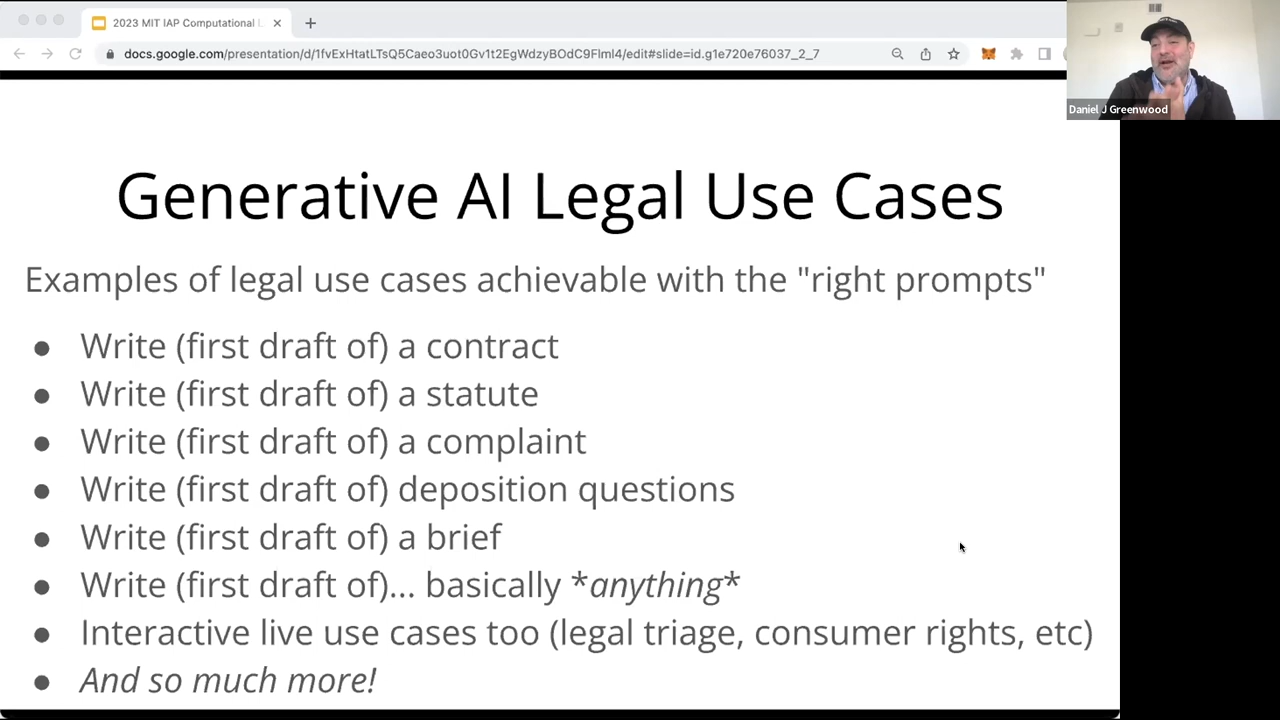 2023 MIT IAP Computational L
docs.google.com/presentation/d/1fvExHtatLTsQ5Caeo3uotVGv1t2EgWdzyBOdC9Flml4/edit#slide=id.g1e720e76037_2_7
Daniel J Greenwood
Generative AI Legal Use Cases
Examples of legal use cases achievable with the "right prompts"
● Write (first draft of) a contract
● Write (first draft of) a statute
● Write (first draft of) a complaint
● Write (first draft of) deposition questions
● Write (first draft of) a brief
● Write (first draft of)... basically *anything*
● Interactive live use cases too (legal triage, consumer rights, etc)
● And so much more!